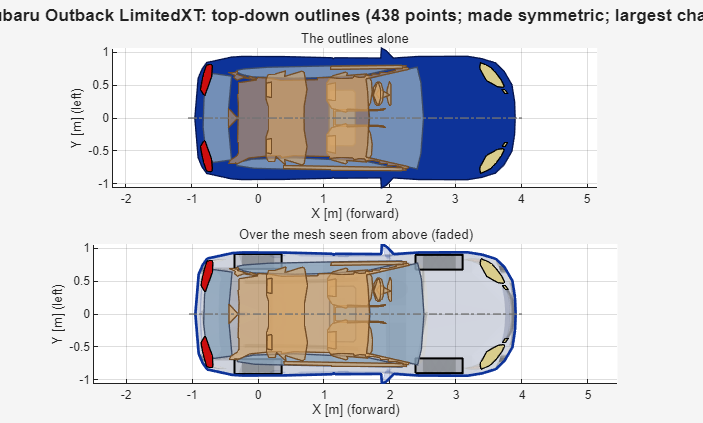 ubaru Outback LimitedXT: top-down outlines (438 points; made symmetric; largest cha
The outlines alone
1
0.5
0
-0.5
-1
Y [m] (left)
-2 -1 0 1 2 3 4 5
X [m] (forward)
Over the mesh seen from above (faded)
1
0.5
0
-0.5
-1
Y [m] (left)
-2 -1 0 1 2 3 4 5
X [m] (forward)